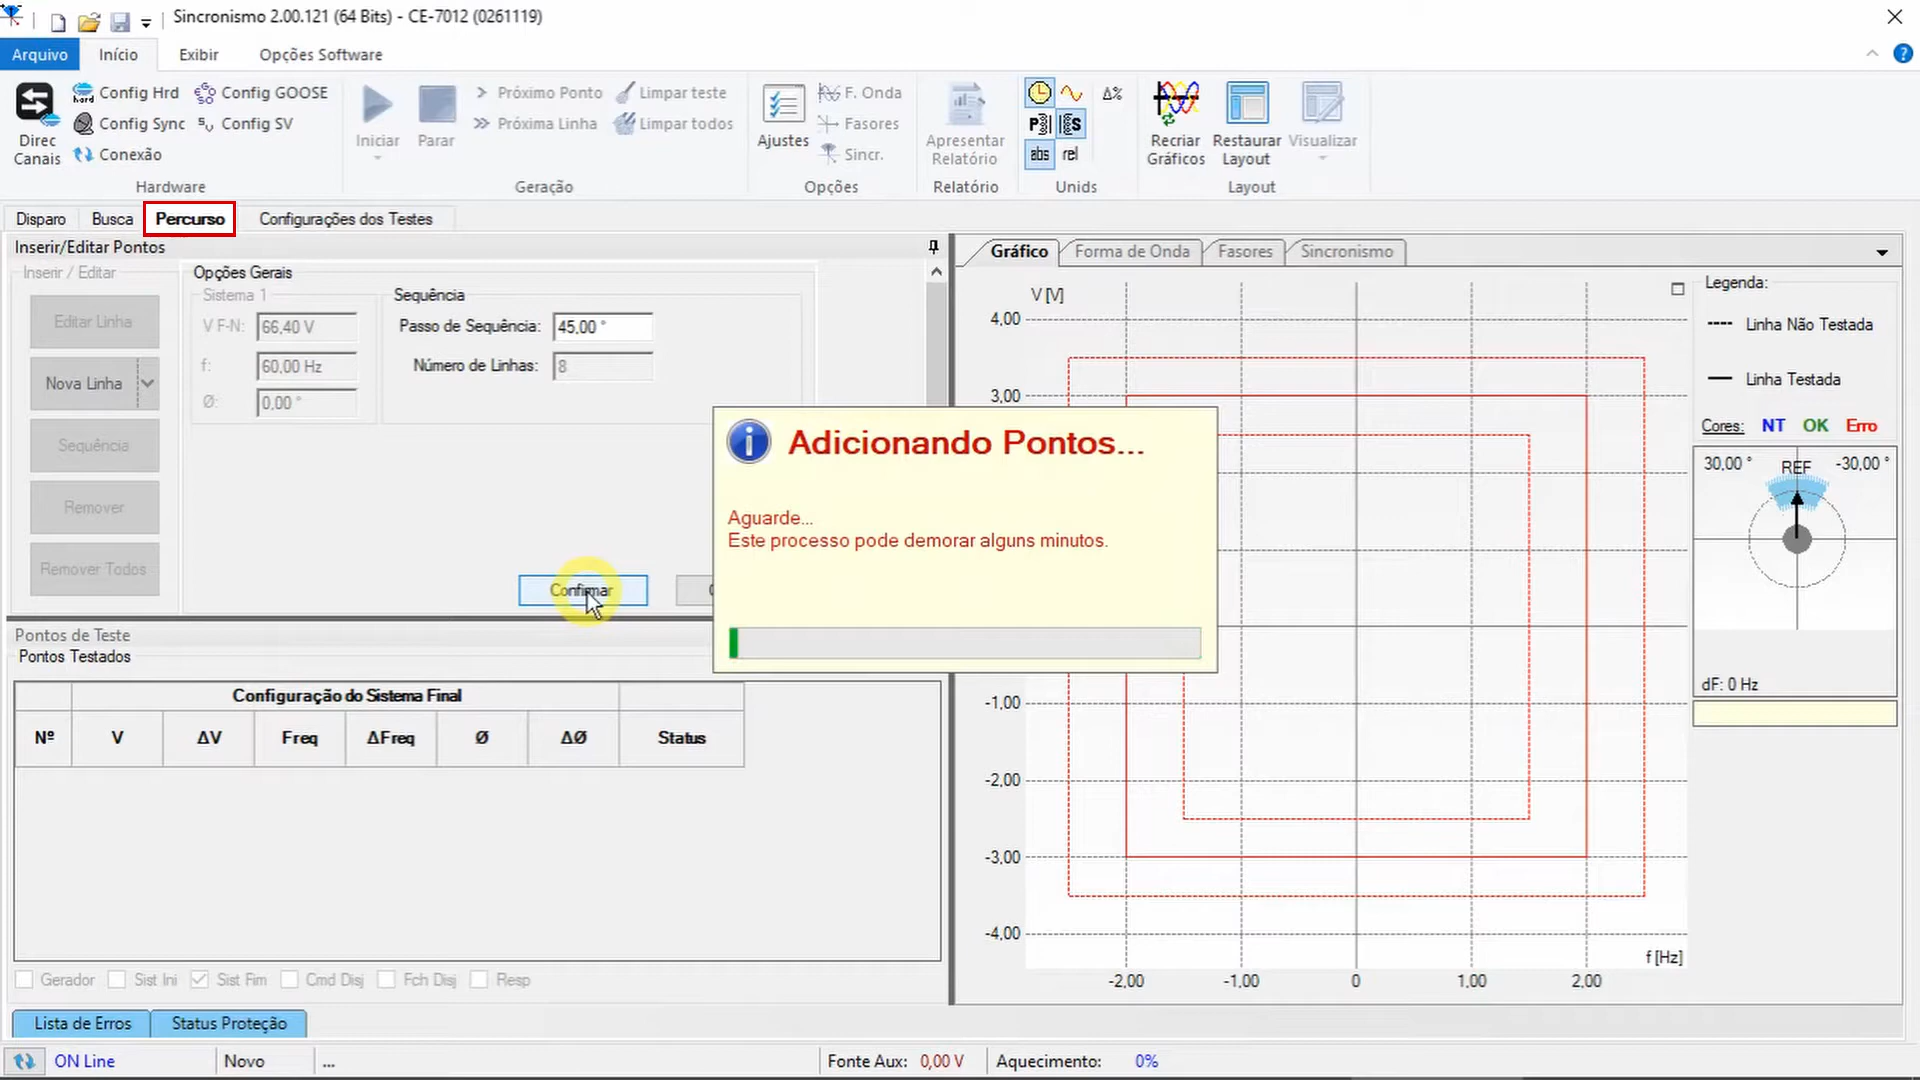 Sincronismo 2.00.121 (64 Bits) - CE-7012 (0261119)
Arquivo Início Exibir Opções Software
Direc Canais
Config Hrd Config GOOSE
Config Sync Config SV
Conexão
Hardware
Iniciar Parar
Próximo Ponto Limpar teste
Próxima Linha Limpar todos
Geração
Ajustes
F. Onda
Fasores
Sincr.
Opções
Apresentar Relatório
Relatório
Δ%
P S
abs rel
Unids
Recriar Gráficos
Restaurar Layout
Visualizar
Layout
Disparo Busca Percurso Configurações dos Testes
Inserir/Editar Pontos
Inserir / Editar
Editar Linha
Nova Linha
Sequência
Remover
Remover Todos
Opções Gerais
Sistema 1
V F-N: 66,40 V
f: 60,00 Hz
Ø: 0,00 °
Sequência
Passo de Sequência: 45,00 °
Número de Linhas: 8
Confirmar
Adicionando Pontos...
Aguarde...
Este processo pode demorar alguns minutos.
Pontos de Teste
Pontos Testados
Configuração do Sistema Final
Nº V ΔV Freq ΔFreq Ø ΔØ Status
Gerador Sist Ini Sist Fim Cmd Disj Fch Disj Resp
Lista de Erros Status Proteção
Gráfico Forma de Onda Fasores Sincronismo
V [V]
4,00
3,00
-1,00
-2,00
-3,00
-4,00
f [Hz]
-2,00 -1,00 0 1,00 2,00
Legenda:
Linha Não Testada
Linha Testada
Cores: NT OK Erro
30,00 ° REF -30,00 °
dF: 0 Hz
ON Line Novo ... Fonte Aux: 0,00 V Aquecimento: 0%